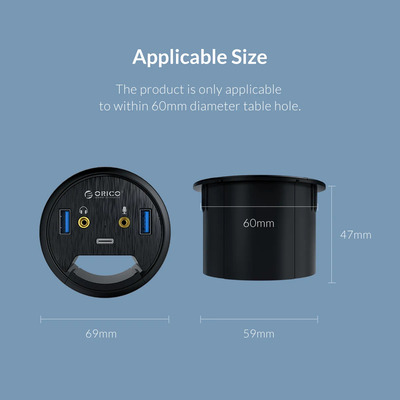 Applicable Size
The product is only applicable
to within 60mm diameter table hole.
ORICO
60mm
47mm
69mm
59mm